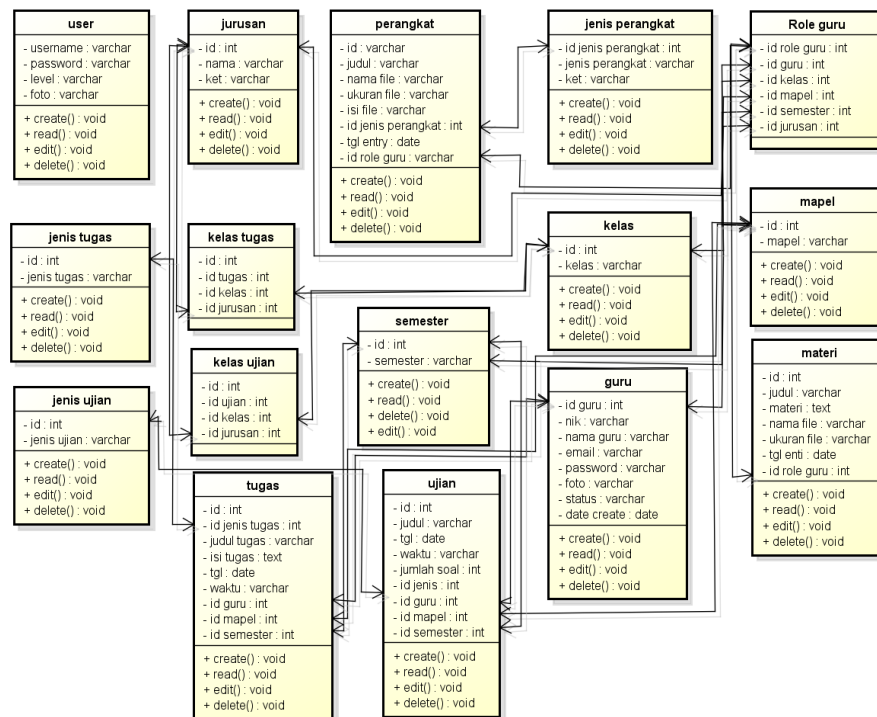 user
- username : varchar
- password : varchar
- level : varchar
- foto : varchar
+ create() : void
+ read() : void
+ edit() : void
+ delete() : void
jurusan
- id : int
- nama : varchar
- ket : varchar
+ create() : void
+ read() : void
+ edit() : void
+ delete() : void
perangkat
- id : varchar
- judul : varchar
- nama file : varchar
- ukuran file : varchar
- isi file : varchar
- id jenis perangkat : int
- tgl entry : date
- id role guru : varchar
+ create() : void
+ read() : void
+ edit() : void
+ delete() : void
jenis perangkat
- id jenis perangkat : int
- jenis perangkat : varchar
- ket : varchar
+ create() : void
+ read() : void
+ edit() : void
+ delete() : void
Role guru
- id role guru : int
- id guru : int
- id kelas : int
- id mapel : int
- id semester : int
- id jurusan : int
jenis tugas
- id : int
- jenis tugas : varchar
+ create() : void
+ read() : void
+ edit() : void
+ delete() : void
kelas tugas
- id : int
- id tugas : int
- id kelas : int
- id jurusan : int
kelas
- id : int
- kelas : varchar
+ create() : void
+ read() : void
+ edit() : void
+ delete() : void
mapel
- id : int
- mapel : varchar
+ create() : void
+ read() : void
+ edit() : void
+ delete() : void
semester
- id : int
- semester : varchar
+ create() : void
+ read() : void
+ delete() : void
+ edit() : void
kelas ujian
- id : int
- id ujian : int
- id kelas : int
- id jurusan : int
materi
- id : int
- judul : varchar
- materi : text
- nama file : varchar
- ukuran file : varchar
- tgl enti : date
- id role guru : int
+ create() : void
+ read() : void
+ edit() : void
+ delete() : void
guru
- id guru : int
- nik : varchar
- nama guru : varchar
- email : varchar
- password : varchar
- foto : varchar
- status : varchar
- date create : date
+ create() : void
+ read() : void
+ edit() : void
+ delete() : void
jenis ujian
- id : int
- jenis ujian : varchar
+ create() : void
+ read() : void
+ edit() : void
+ delete() : void
tugas
- id : int
- id jenis tugas : int
- judul tugas : varchar
- isi tugas : text
- tgl : date
- waktu : varchar
- id guru : int
- id mapel : int
- id semester : int
+ create() : void
+ read() : void
+ edit() : void
+ delete() : void
ujian
- id : int
- judul : varchar
- tgl : date
- waktu : varchar
- jumlah soal : int
- id jenis : int
- id guru : int
- id mapel : int
- id semester : int
+ create() : void
+ read() : void
+ edit() : void
+ delete() : void